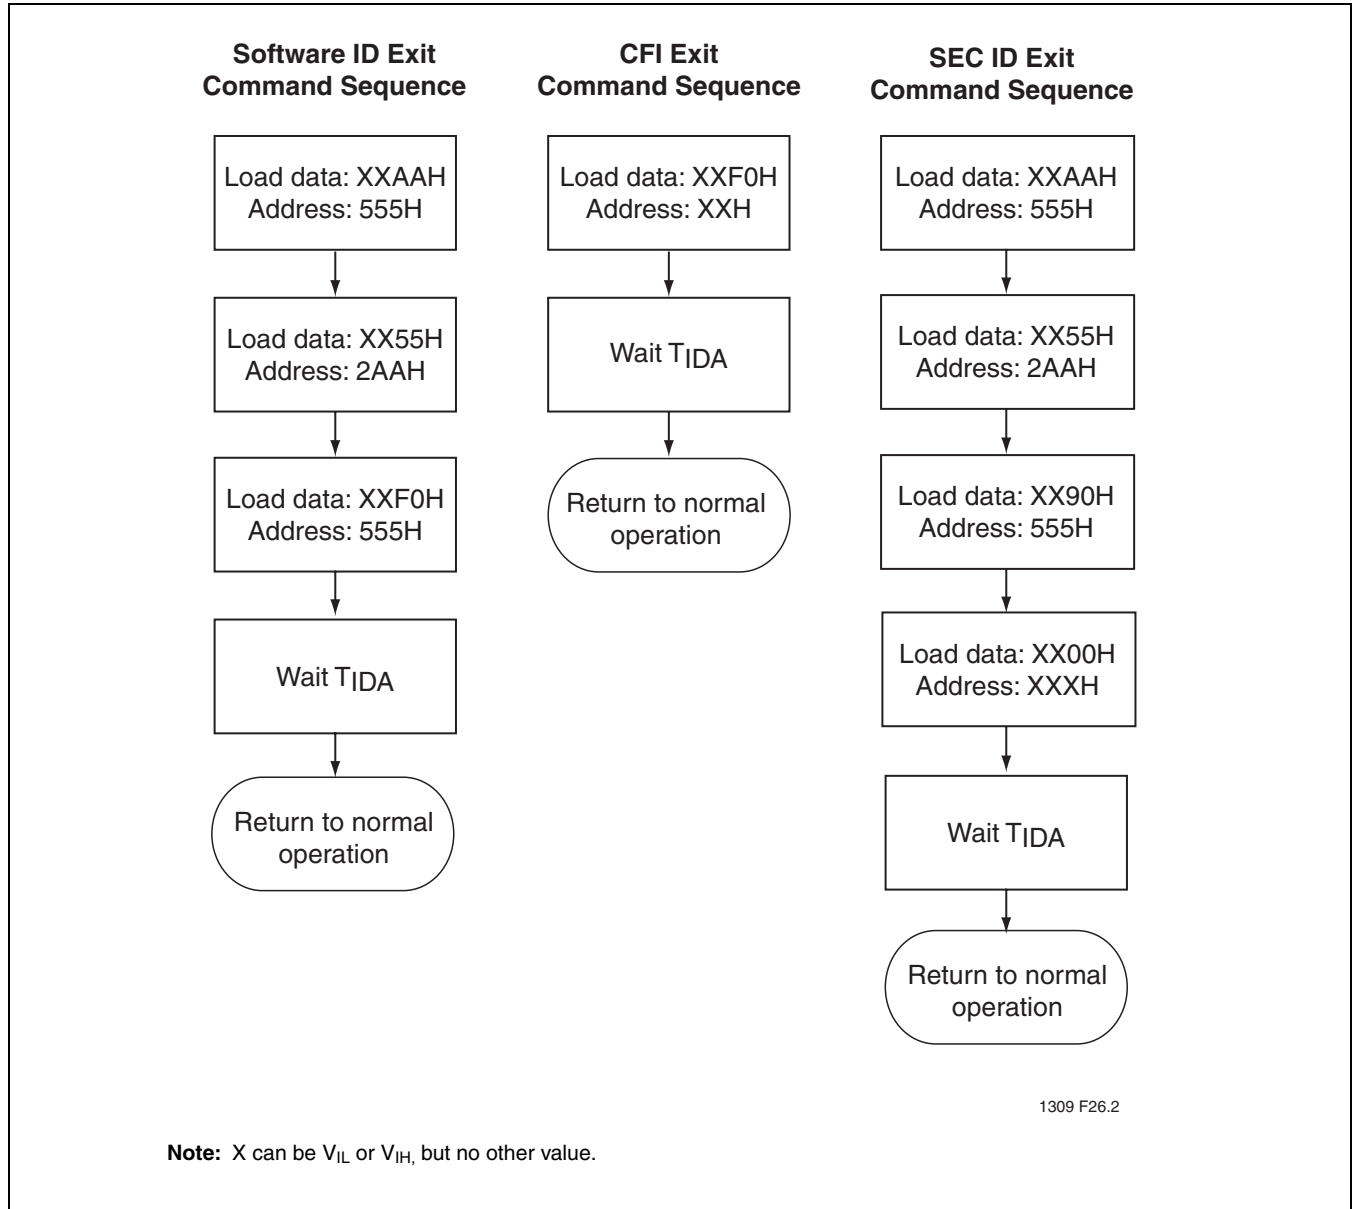 Software ID Exit
Command Sequence
Load data: XXAAH
Address: 555H
Load data: XX55H
Address: 2AAH
Load data: XXF0H
Address: 555H
Wait TIDA
Return to normal
operation
CFI Exit
Command Sequence
Load data: XXF0H
Address: XXH
Wait TIDA
Return to normal
operation
SEC ID Exit
Command Sequence
Load data: XXAAH
Address: 555H
Load data: XX55H
Address: 2AAH
Load data: XX90H
Address: 555H
Load data: XX00H
Address: XXXH
Wait TIDA
Return to normal
operation
1309 F26.2
Note: X can be VIL or VIH, but no other value.